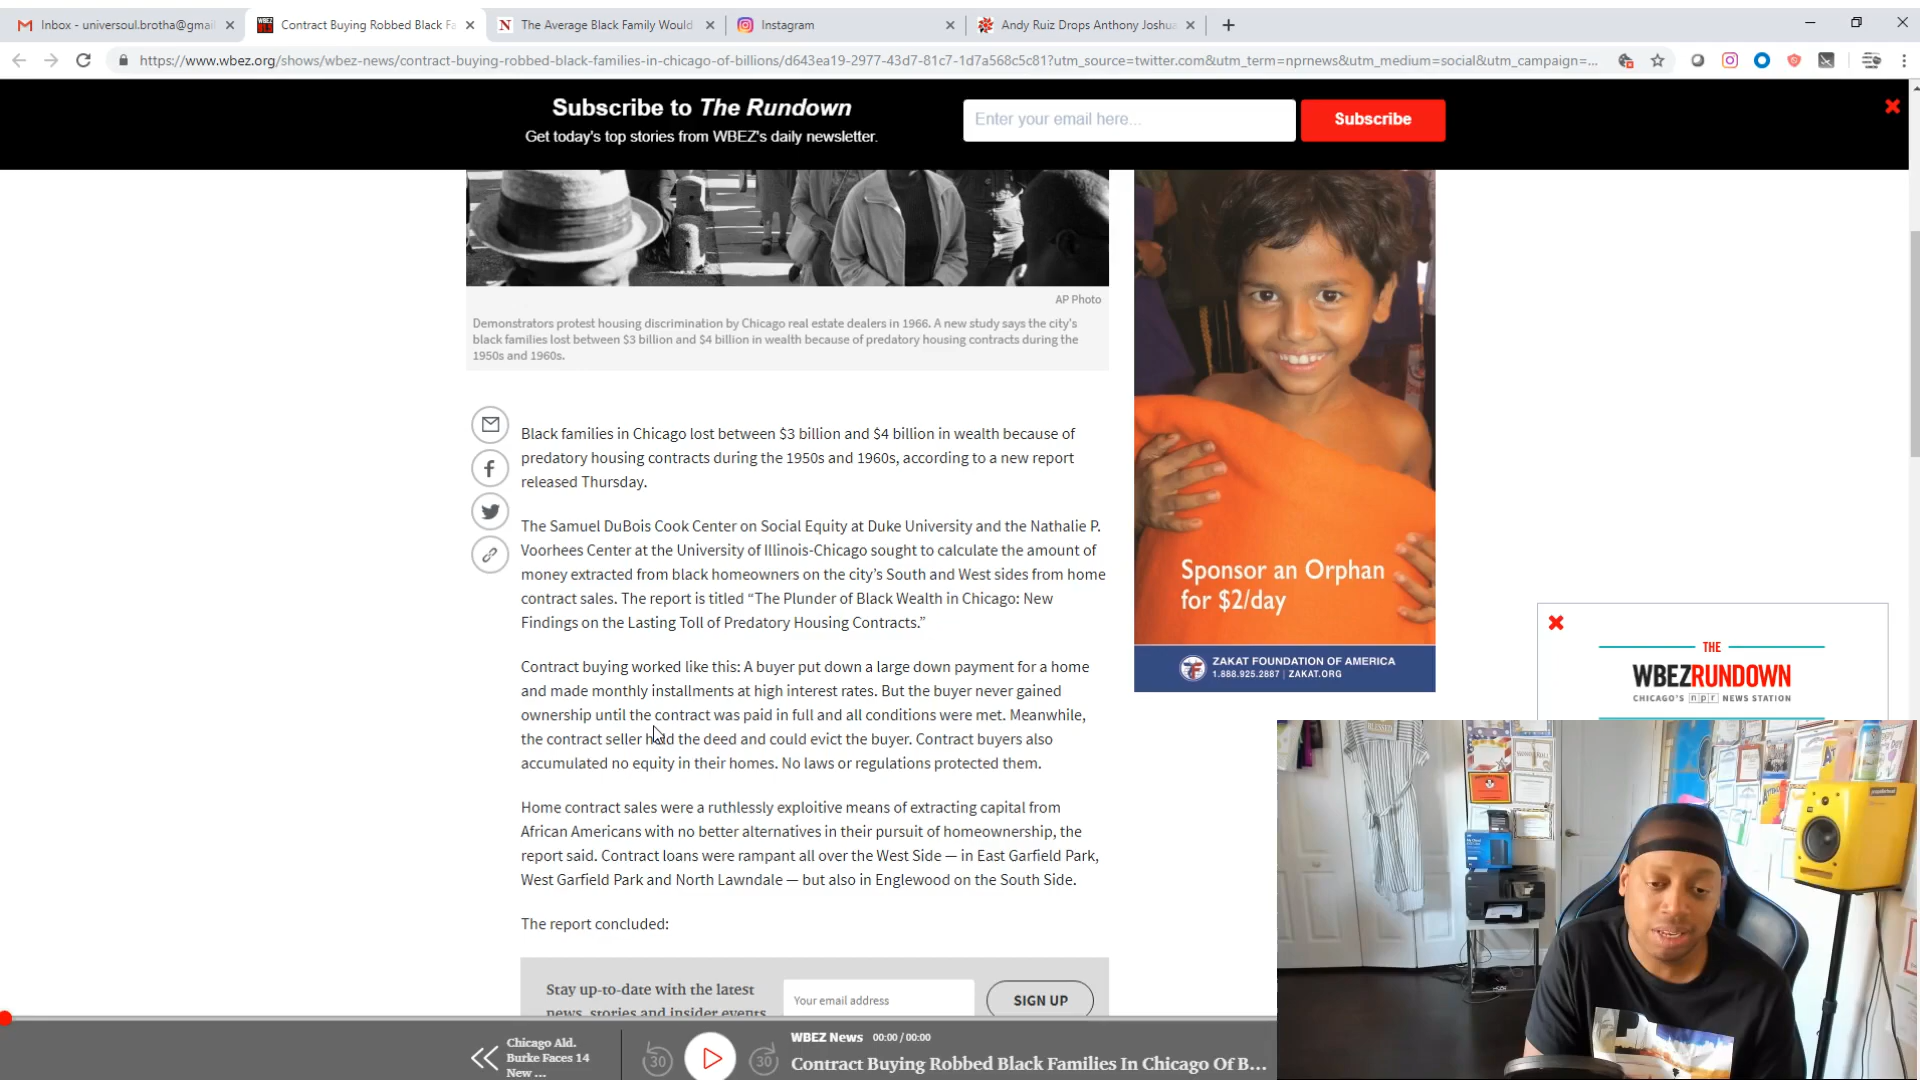 Inbox - universoul.brotha@gmai
Contract Buying Robbed Black Fa
The Average Black Family Would
Instagram
Andy Ruiz Drops Anthony Joshua
https://www.wbez.org/shows/wbez-news/contract-buying-robbed-black-families-in-chicago-of-billions/d643ea19-2977-43d7-81c7-1d7a568c5c81?utm_source=twitter.com&utm_term=nprnews&utm_medium=social&utm_campaign=...
Subscribe to The Rundown
Get today's top stories from WBEZ's daily newsletter.
Enter your email here...
Subscribe
AP Photo
Demonstrators protest housing discrimination by Chicago real estate dealers in 1966. A new study says the city's
black families lost between $3 billion and $4 billion in wealth because of predatory housing contracts during the
1950s and 1960s.
Black families in Chicago lost between $3 billion and $4 billion in wealth because of
predatory housing contracts during the 1950s and 1960s, according to a new report
released Thursday.
The Samuel DuBois Cook Center on Social Equity at Duke University and the Nathalie P.
Voorhees Center at the University of Illinois-Chicago sought to calculate the amount of
money extracted from black homeowners on the city's South and West sides from home
contract sales. The report is titled “The Plunder of Black Wealth in Chicago: New
Findings on the Lasting Toll of Predatory Housing Contracts.”
Contract buying worked like this: A buyer put down a large down payment for a home
and made monthly installments at high interest rates. But the buyer never gained
ownership until the contract was paid in full and all conditions were met. Meanwhile,
the contract seller held the deed and could evict the buyer. Contract buyers also
accumulated no equity in their homes. No laws or regulations protected them.
Home contract sales were a ruthlessly exploitive means of extracting capital from
African Americans with no better alternatives in their pursuit of homeownership, the
report said. Contract loans were rampant all over the West Side — in East Garfield Park,
West Garfield Park and North Lawndale — but also in Englewood on the South Side.
The report concluded:
Stay up-to-date with the latest
news, stories and insider events
Your email address
SIGN UP
Sponsor an Orphan
for $2/day
ZAKAT FOUNDATION OF AMERICA
1.888.925.2887 | ZAKAT.ORG
THE
WBEZRUNDOWN
CHICAGO'S npr NEWS STATION
Chicago Ald.
Burke Faces 14
New ...
30
30
WBEZ News 00:00 / 00:00
Contract Buying Robbed Black Families In Chicago Of B...